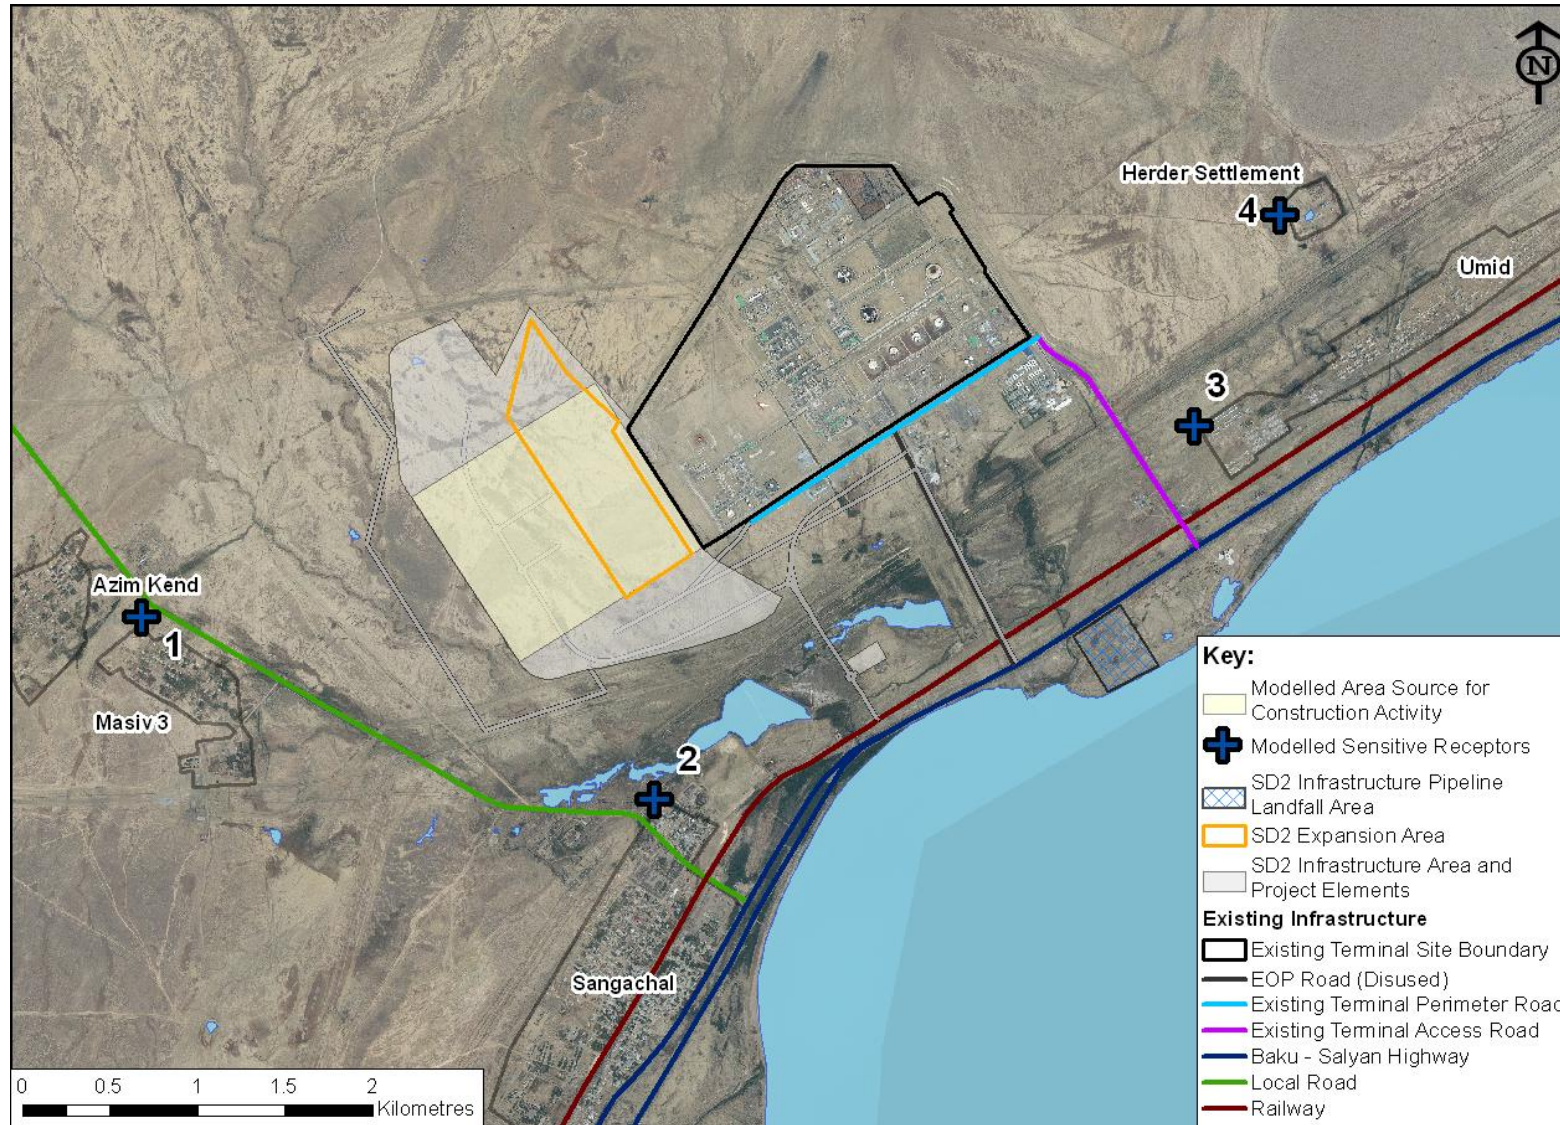 N
Herder Settlement
4
Umid
3
Azim Kend
1
Masiv 3
2
Sangachal
Key:
Modelled Area Source for
Construction Activity
Modelled Sensitive Receptors
SD2 Infrastructure Pipeline
Landfall Area
SD2 Expansion Area
SD2 Infrastructure Area and
Project Elements
Existing Infrastructure
Existing Terminal Site Boundary
EOP Road (Disused)
Existing Terminal Perimeter Road
Existing Terminal Access Road
Baku - Salyan Highway
Local Road
Railway
0 0.5 1 1.5 2
Kilometres